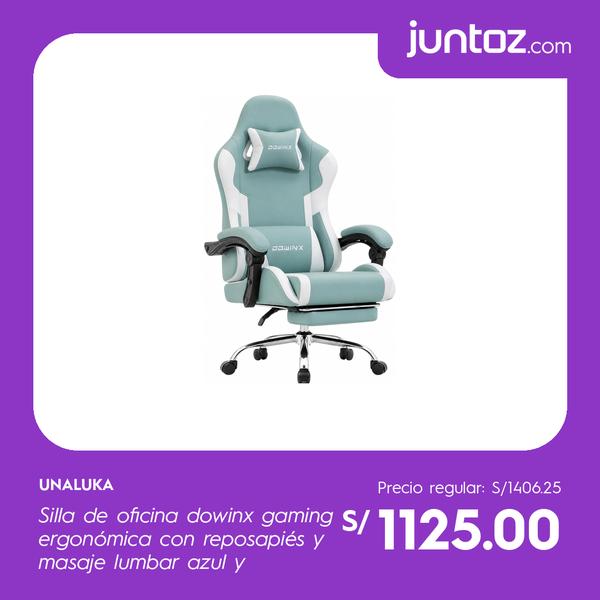 juntoz.com
DOWINX
DOWINX
UNALUKA
Silla de oficina dowinx gaming
ergonómica con reposapiés y
masaje lumbar azul y
Precio regular: S/1406.25
S/ 1125.00